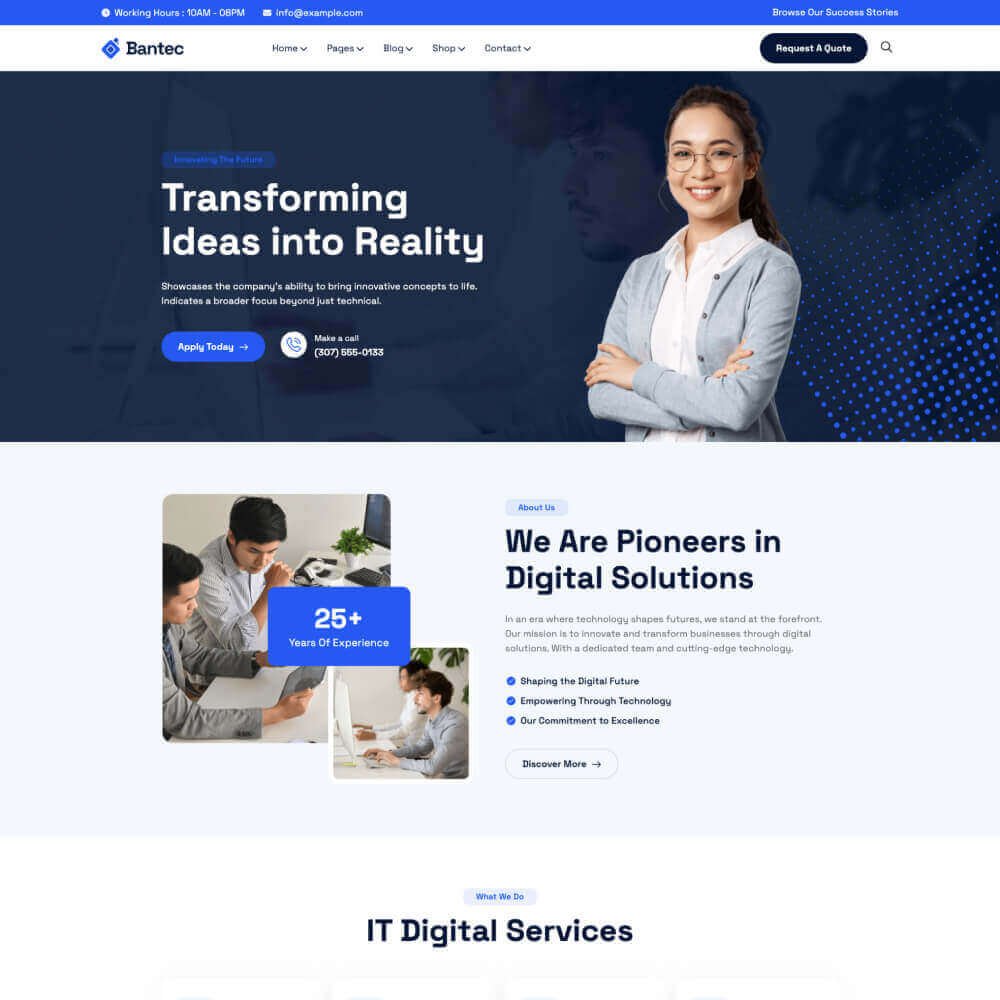 Working Hours : 10AM - 08PM
info@example.com
Browse Our Success Stories
Bantec
Home
Pages
Blog
Shop
Contact
Request A Quote
Innovating The Future
Transforming
Ideas into Reality
Showcases the company's ability to bring innovative concepts to life.
Indicates a broader focus beyond just technical.
Apply Today
Make a call
(307) 555-0133
25+
Years Of Experience
About Us
We Are Pioneers in
Digital Solutions
In an era where technology shapes futures, we stand at the forefront.
Our mission is to innovate and transform businesses through digital
solutions. With a dedicated team and cutting-edge technology.
Shaping the Digital Future
Empowering Through Technology
Our Commitment to Excellence
Discover More
What We Do
IT Digital Services